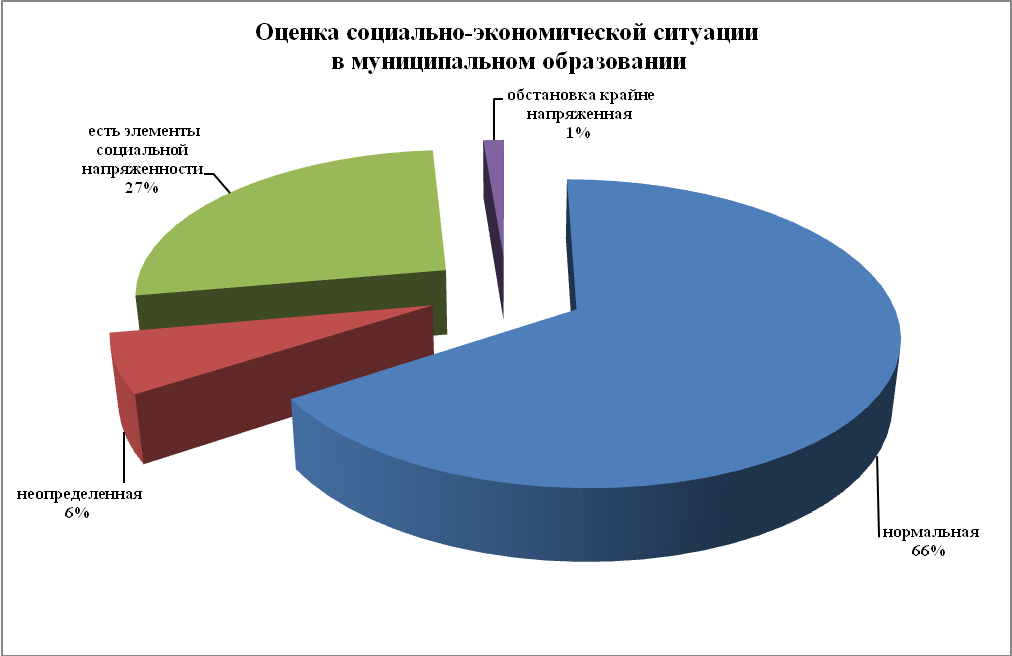 Оценка социально-экономической ситуации
в муниципальном образовании
обстановка крайне
напряженная
1%
есть элементы
социальной
напряженности
27%
неопределенная
6%
нормальная
66%